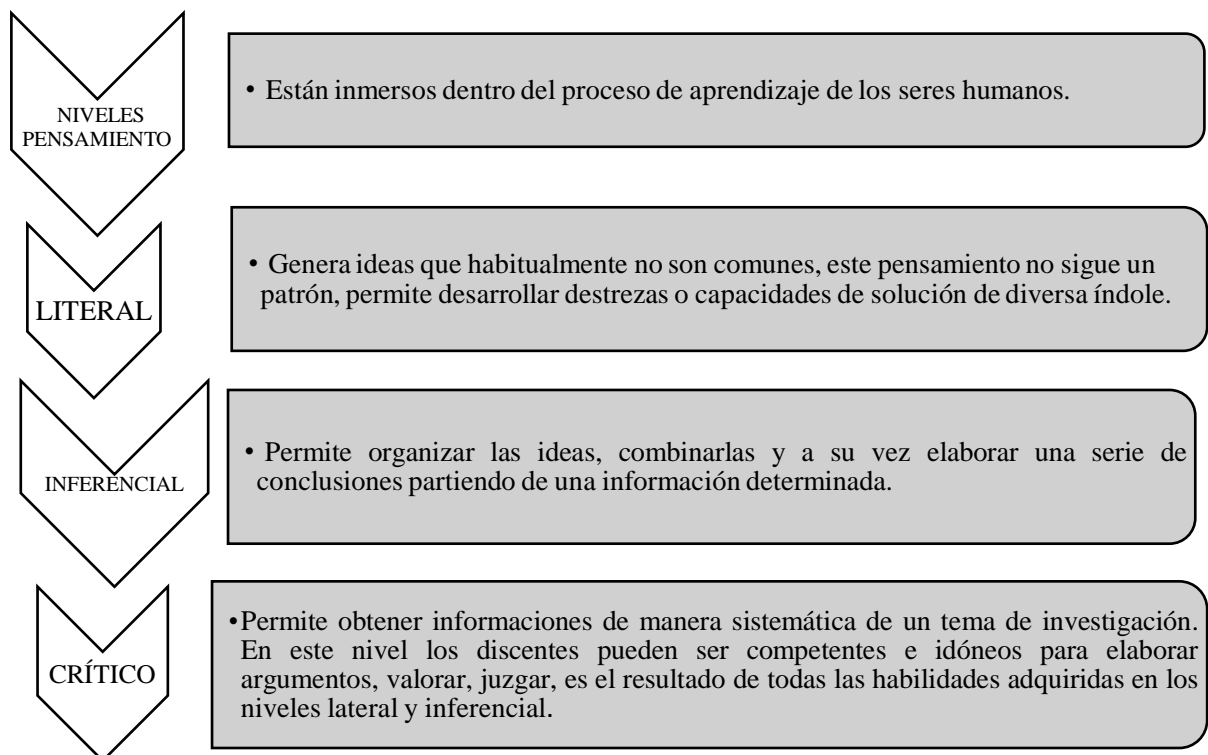 NIVELES
PENSAMIENTO
• Están inmersos dentro del proceso de aprendizaje de los seres humanos.
LITERAL
• Genera ideas que habitualmente no son comunes, este pensamiento no sigue un
patrón, permite desarrollar destrezas o capacidades de solución de diversa índole.
INFERENCIAL
• Permite organizar las ideas, combinarlas y a su vez elaborar una serie de
conclusiones partiendo de una información determinada.
CRÍTICO
•Permite obtener informaciones de manera sistemática de un tema de investigación.
En este nivel los discentes pueden ser competentes e idóneos para elaborar
argumentos, valorar, juzgar, es el resultado de todas las habilidades adquiridas en los
niveles lateral y inferencial.